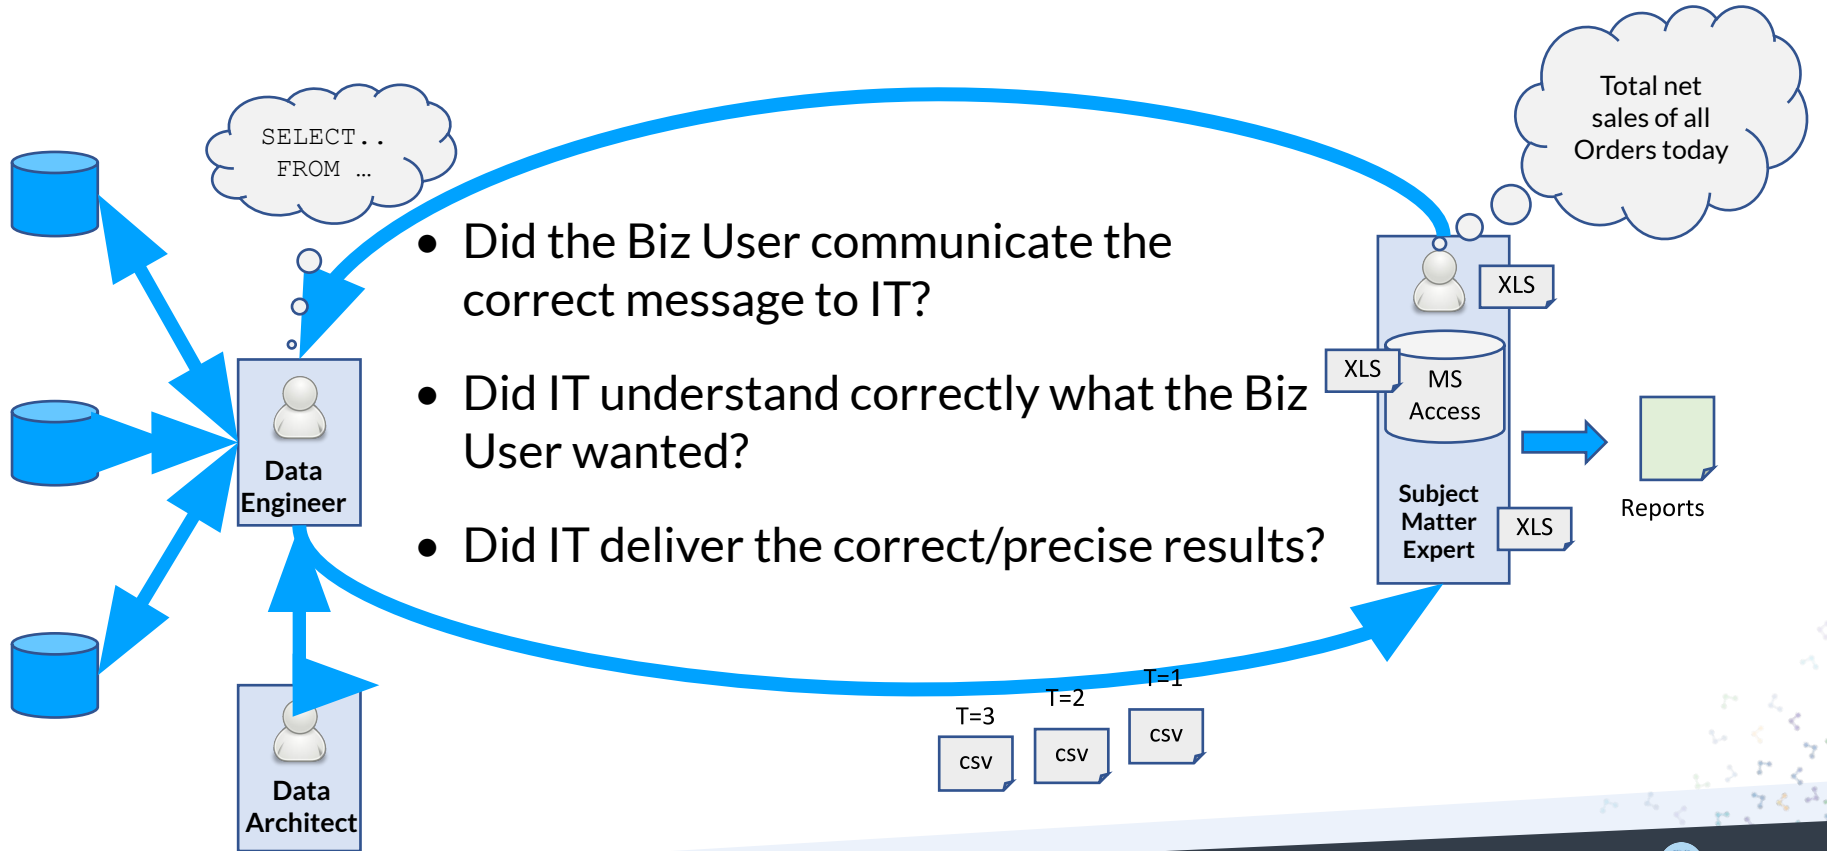 SELECT..
FROM …
Total net
sales of all
Orders today
• Did the Biz User communicate the
correct message to IT?
• Did IT understand correctly what the Biz
User wanted?
• Did IT deliver the correct/precise results?
Data
Engineer
Data
Architect
XLS
XLS
MS
Access
Subject
Matter
Expert
XLS
Reports
T=3
csv
T=2
csv
T=1
csv